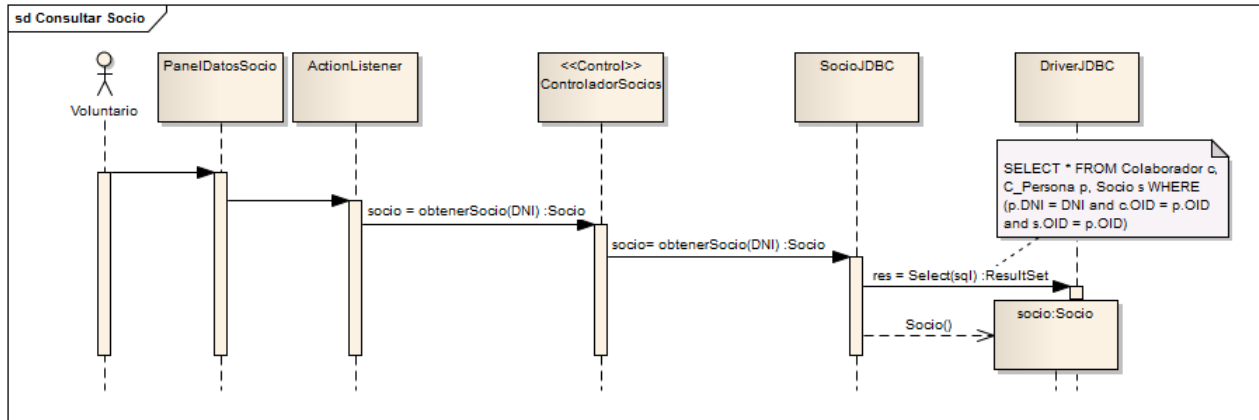 sd Consultar Socio
Voluntario
PanelDatosSocio
ActionListener
<<Control>>
ControladorSocios
SocioJDBC
DriverJDBC
SELECT * FROM Colaborador c,
C_Persona p, Socio s WHERE
(p.DNI = DNI and c.OID = p.OID
and s.OID = p.OID)
socio = obtenerSocio(DNI) :Socio
socio= obtenerSocio(DNI) :Socio
res = Select(sql) :ResultSet
Socio()
socio:Socio